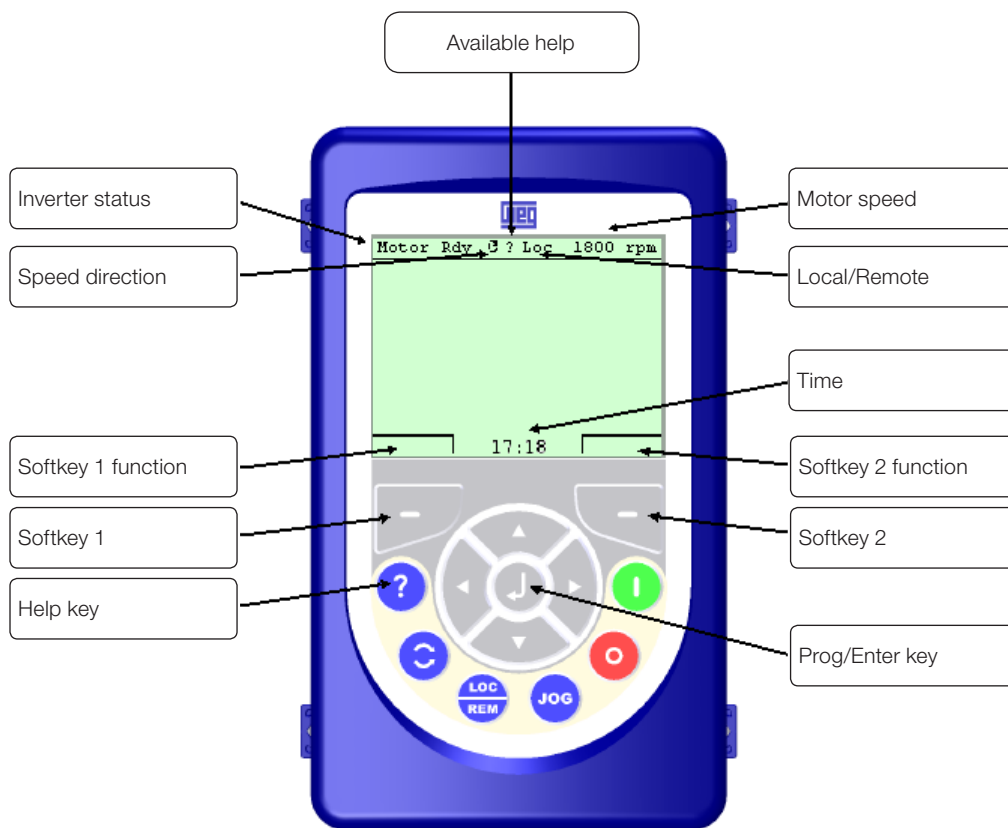 Available help
Inverter status
Motor speed
weg
Motor Rdy ? Loc 1800 rpm
Speed direction
Local/Remote
Time
17:18
Softkey 1 function
Softkey 2 function
Softkey 1
Softkey 2
Help key
?
I
O
Prog/Enter key
LOC
REM
JOG